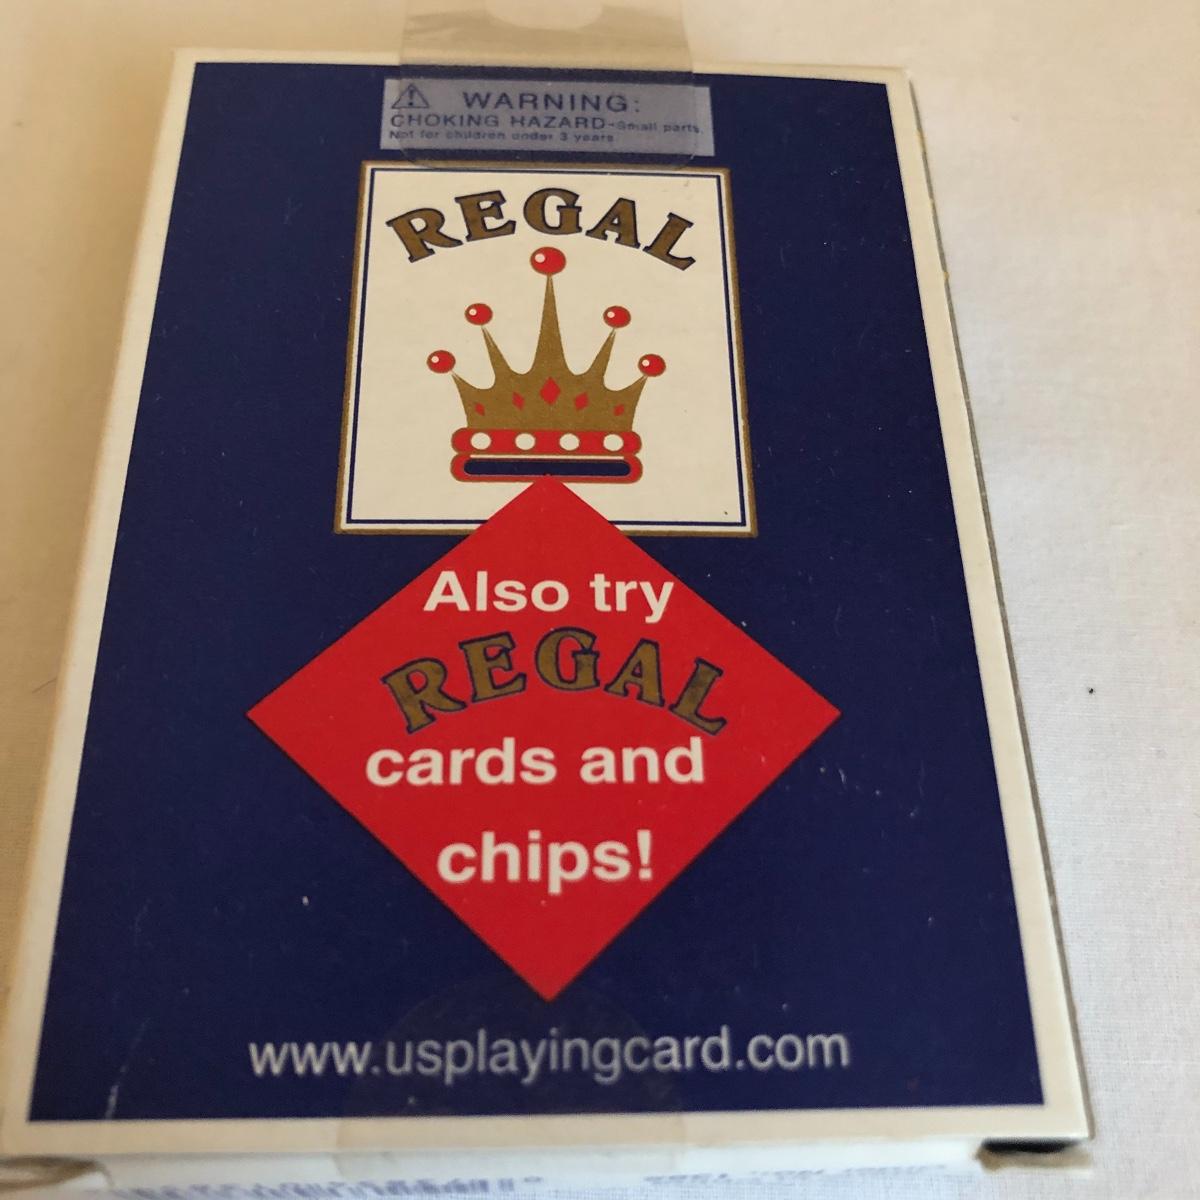 WARNING:
CHOKING HAZARD-Small parts.
Not for children under 3 years.
REGAL
Also try
REGAL
cards and
chips!
www.usplayingcard.com